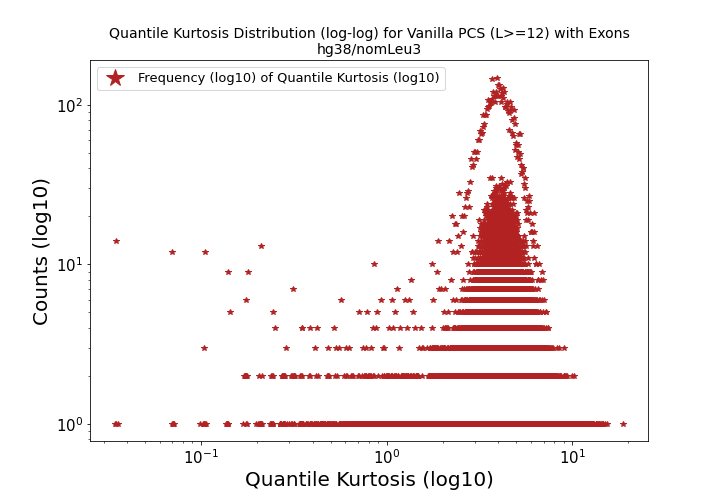 Quantile Kurtosis Distribution (log-log) for Vanilla PCS (L>=12) with Exons
hg38/nomLeu3
Frequency (log10) of Quantile Kurtosis (log10)
Counts (log10)
10²
10¹
10⁰
10⁻¹ 10⁰ 10¹
Quantile Kurtosis (log10)